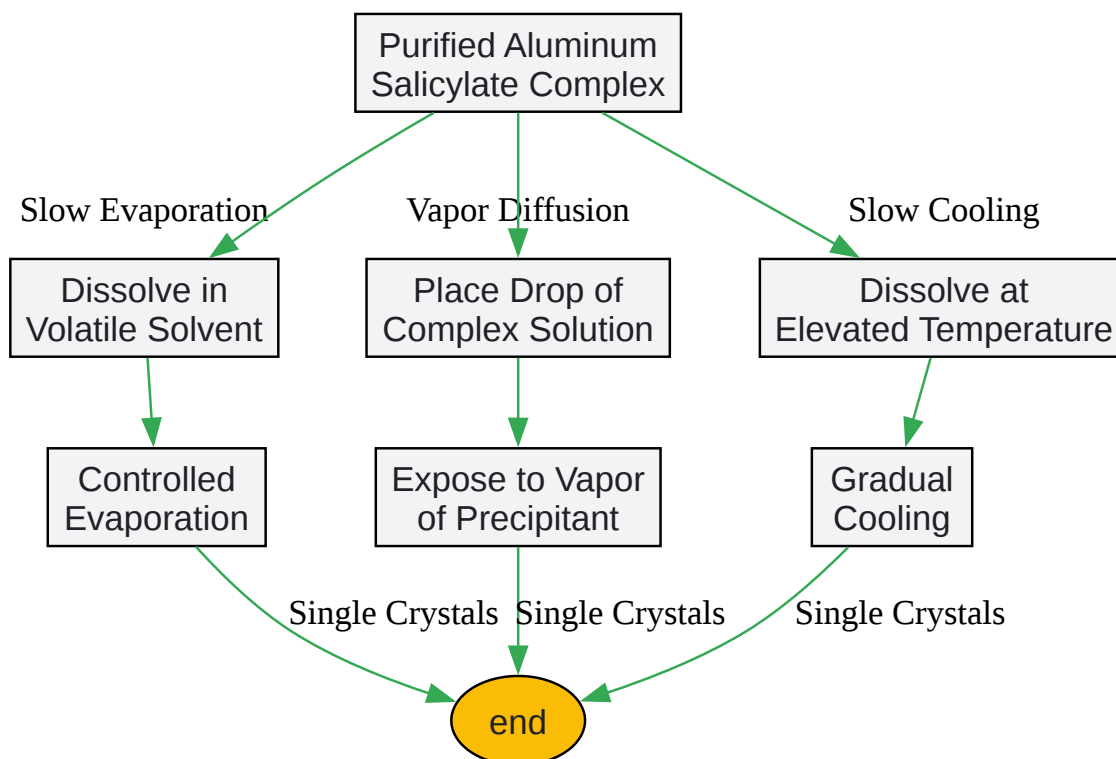 Purified Aluminum
Salicylate Complex
Slow Evaporation
Vapor Diffusion
Slow Cooling
Dissolve in
Volatile Solvent
Place Drop of
Complex Solution
Dissolve at
Elevated Temperature
Controlled
Evaporation
Expose to Vapor
of Precipitant
Gradual
Cooling
Single Crystals
Single Crystals
Single Crystals
end